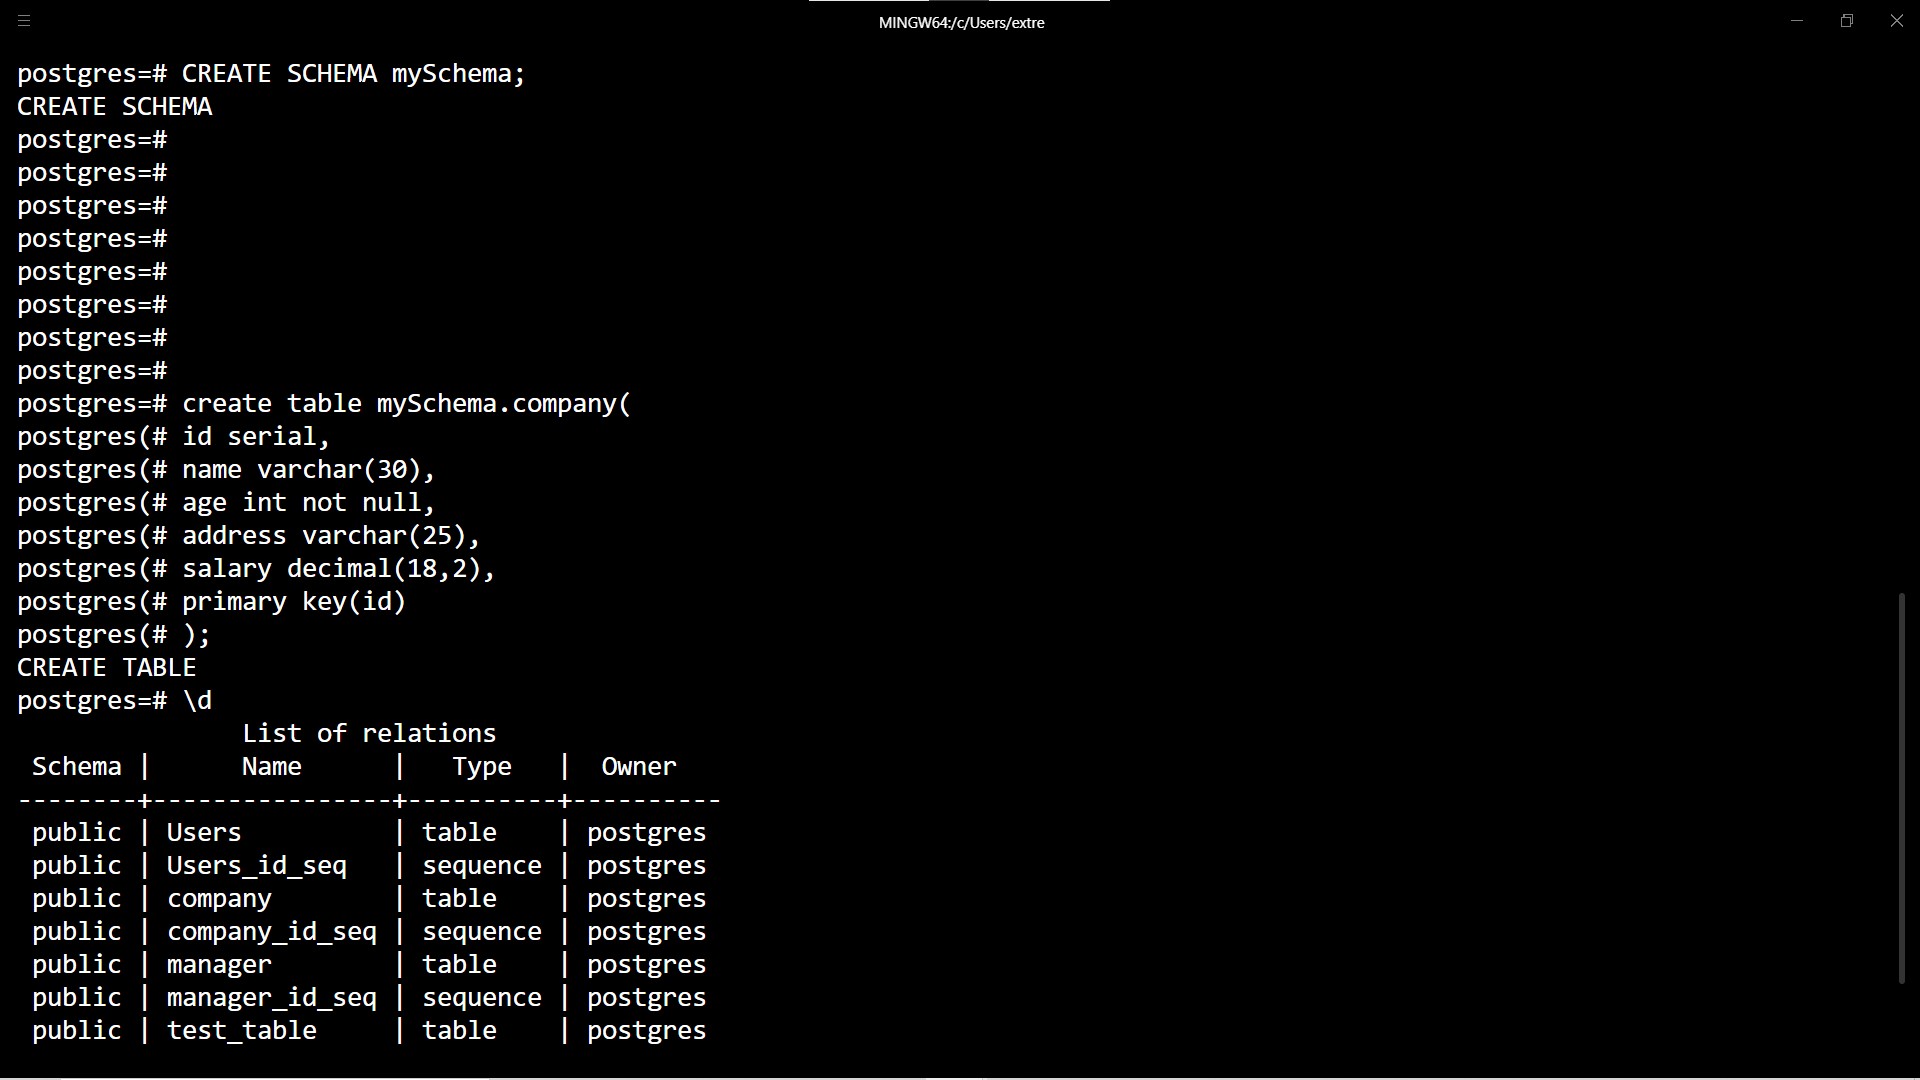 MINGW64:/c/Users/extre
postgres=# CREATE SCHEMA mySchema;
CREATE SCHEMA
postgres=#
postgres=#
postgres=#
postgres=#
postgres=#
postgres=#
postgres=#
postgres=#
postgres=# create table mySchema.company(
postgres(# id serial,
postgres(# name varchar(30),
postgres(# age int not null,
postgres(# address varchar(25),
postgres(# salary decimal(18,2),
postgres(# primary key(id)
postgres(# );
CREATE TABLE
postgres=# \d
List of relations
Schema | Name | Type | Owner
--------+----------------+----------+----------
public | Users | table | postgres
public | Users_id_seq | sequence | postgres
public | company | table | postgres
public | company_id_seq | sequence | postgres
public | manager | table | postgres
public | manager_id_seq | sequence | postgres
public | test_table | table | postgres